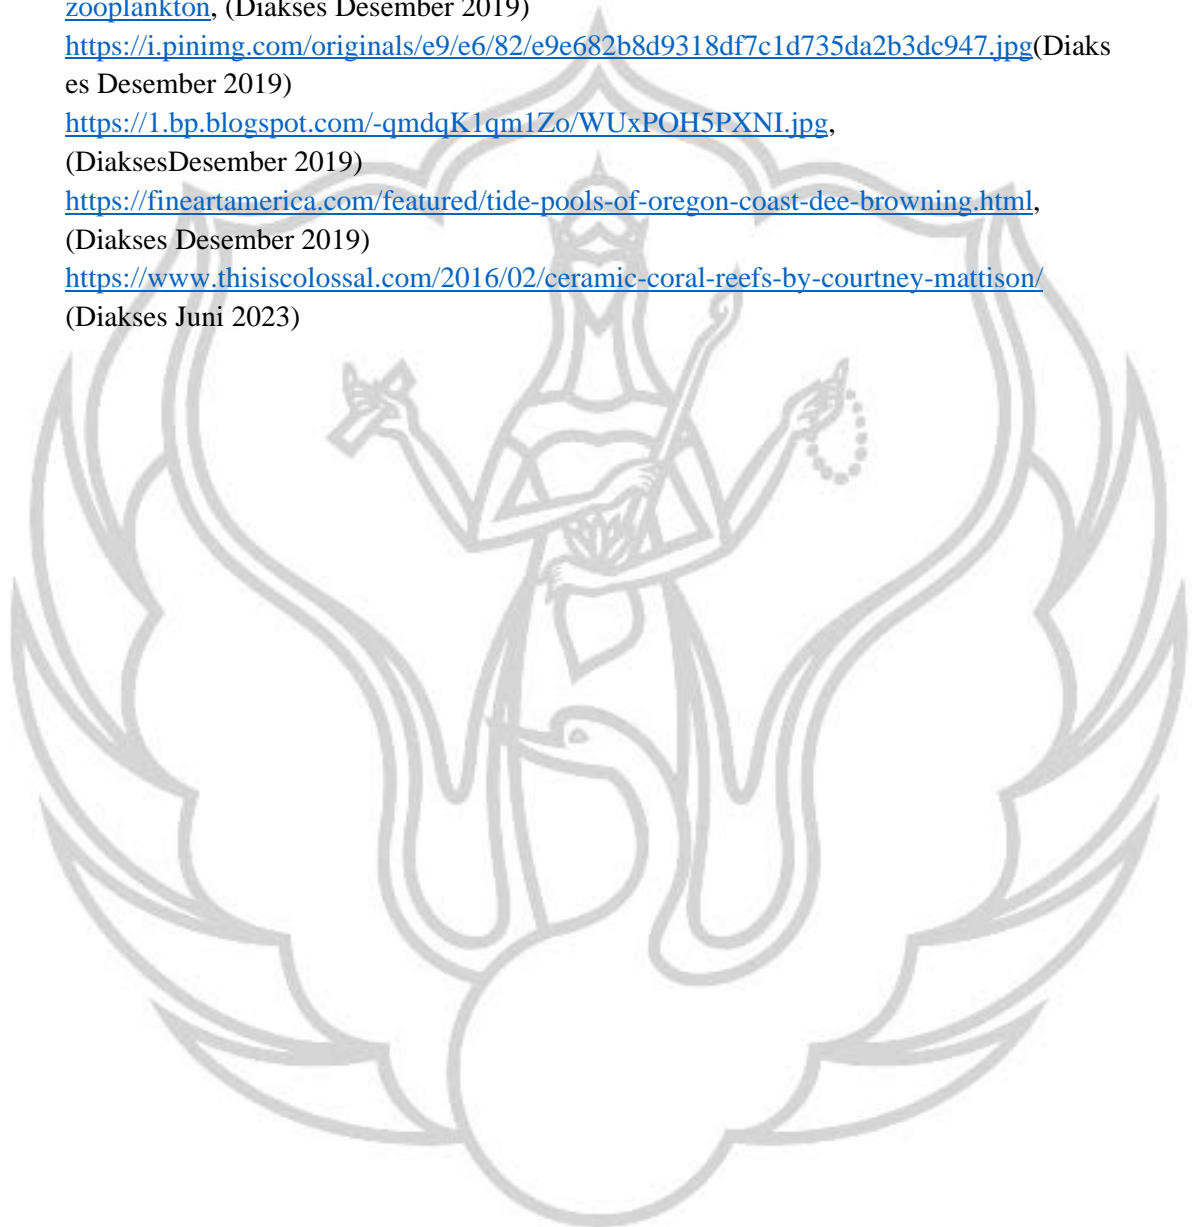 zooplankton, (Diakses Desember 2019)
https://i.pinimg.com/originals/e9/e6/82/e9e682b8d9318df7c1d735da2b3dc947.jpg(Diaks
es Desember 2019)
https://1.bp.blogspot.com/-qmdqK1qm1Zo/WUxPOH5PXNI.jpg,
(DiaksesDesember 2019)
https://fineartamerica.com/featured/tide-pools-of-oregon-coast-dee-browning.html,
(Diakses Desember 2019)
https://www.thisiscolossal.com/2016/02/ceramic-coral-reefs-by-courtney-mattison/
(Diakses Juni 2023)